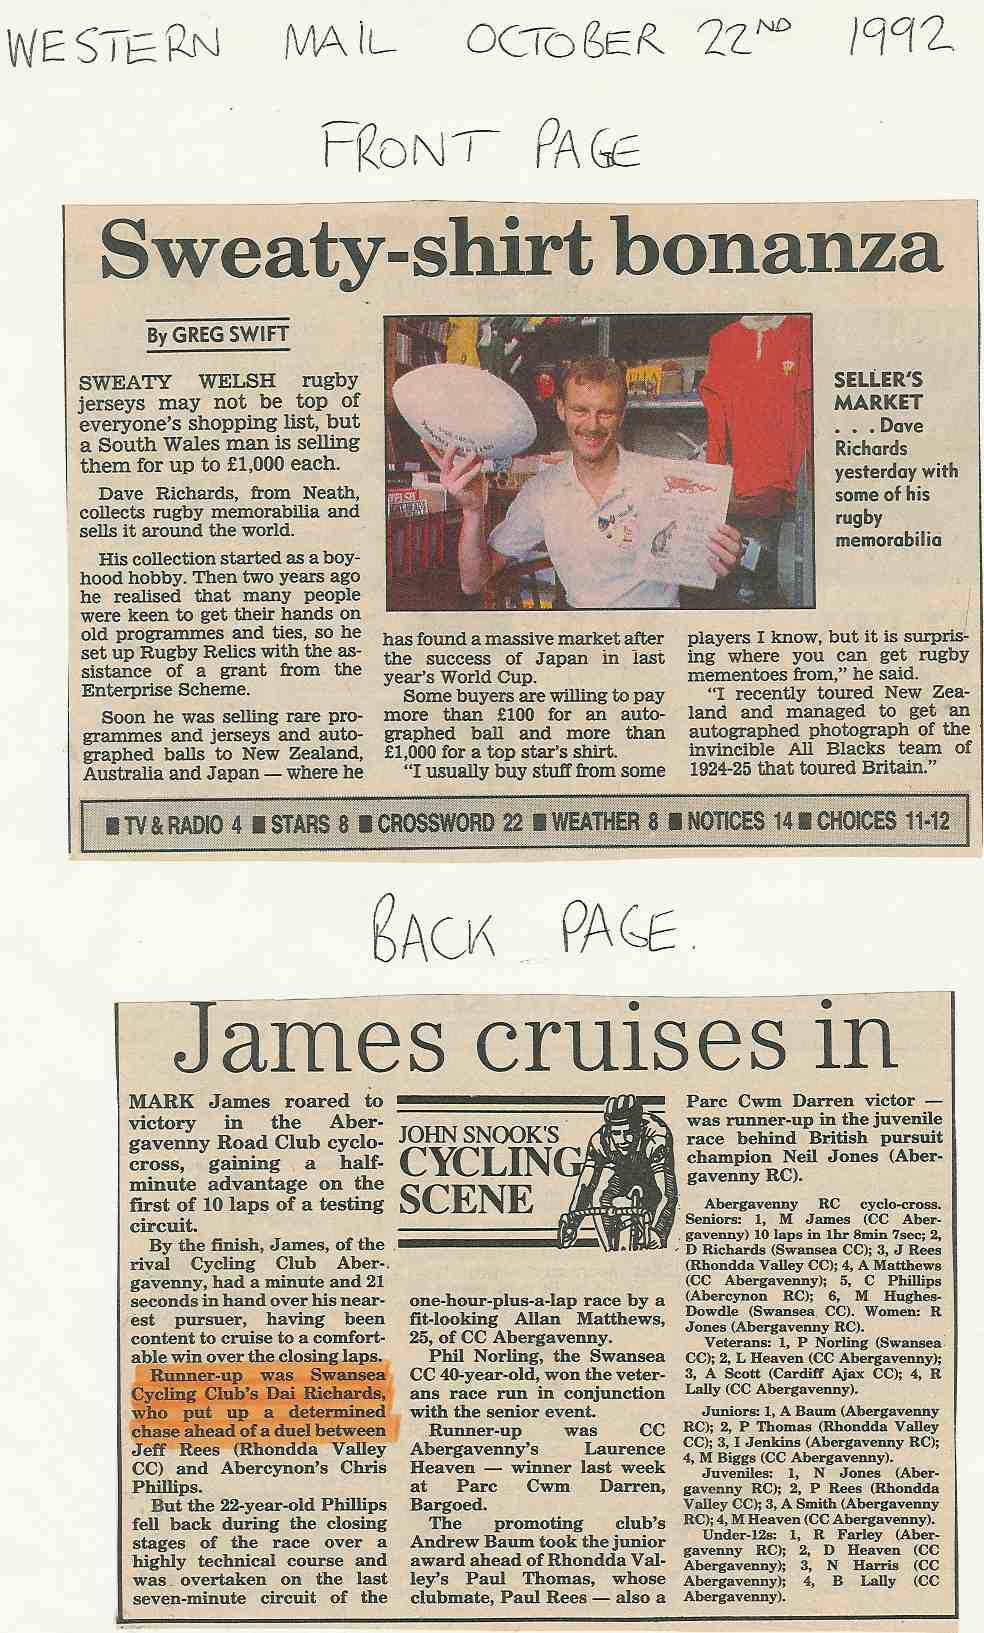 WESTERN MAIL OCTOBER 22ND 1992
FRONT PAGE
Sweaty-shirt bonanza
By GREG SWIFT
SWEATY WELSH rugby
jerseys may not be top of
everyone's shopping list, but
a South Wales man is selling
them for up to £1,000 each.
Dave Richards, from Neath,
collects rugby memorabilia and
sells it around the world.
His collection started as a boy-
hood hobby. Then two years ago
he realised that many people
were keen to get their hands on
old programmes and ties, so he
set up Rugby Relics with the as-
sistance of a grant from the
Enterprise Scheme.
Soon he was selling rare pro-
grammes and jerseys and auto-
graphed balls to New Zealand,
Australia and Japan — where he
SELLER'S
MARKET
. . . Dave
Richards
yesterday with
some of his
rugby
memorabilia
has found a massive market after
the success of Japan in last
year's World Cup.
Some buyers are willing to pay
more than £100 for an auto-
graphed ball and more than
£1,000 for a top star's shirt.
"I usually buy stuff from some
players I know, but it is surpris-
ing where you can get rugby
mementoes from," he said.
"I recently toured New Zea-
land and managed to get an
autographed photograph of the
invincible All Blacks team of
1924-25 that toured Britain."
■ TV & RADIO 4 ■ STARS 8 ■ CROSSWORD 22 ■ WEATHER 8 ■ NOTICES 14 ■ CHOICES 11-12
BACK PAGE.
James cruises in
MARK James roared to
victory in the Aber-
gavenny Road Club cyclo-
cross, gaining a half-
minute advantage on the
first of 10 laps of a testing
circuit.
By the finish, James, of the
rival Cycling Club Aber-
gavenny, had a minute and 21
seconds in hand over his near-
est pursuer, having been
content to cruise to a comfort-
able win over the closing laps.
Runner-up was Swansea
Cycling Club's Dai Richards,
who put up a determined
chase ahead of a duel between
Jeff Rees (Rhondda Valley
CC) and Abercynon's Chris
Phillips.
But the 22-year-old Phillips
fell back during the closing
stages of the race over a
highly technical course and
was overtaken on the last
seven-minute circuit of the
JOHN SNOOK'S
CYCLING
SCENE
one-hour-plus-a-lap race by a
fit-looking Allan Matthews,
25, of CC Abergavenny.
Phil Norling, the Swansea
CC 40-year-old, won the veter-
ans race run in conjunction
with the senior event.
Runner-up was CC
Abergavenny's Laurence
Heaven — winner last week
at Parc Cwm Darren,
Bargoed.
The promoting club's
Andrew Baum took the junior
award ahead of Rhondda Val-
ley's Paul Thomas, whose
clubmate, Paul Rees — also a
Parc Cwm Darren victor —
was runner-up in the juvenile
race behind British pursuit
champion Neil Jones (Aber-
gavenny RC).
Abergavenny RC cyclo-cross.
Seniors: 1, M James (CC Aber-
gavenny) 10 laps in 1hr 8min 7sec; 2,
D Richards (Swansea CC); 3, J Rees
(Rhondda Valley CC); 4, A Matthews
(CC Abergavenny); 5, C Phillips
(Abercynon RC); 6, M Hughes-
Dowdle (Swansea CC). Women: R
Jones (Abergavenny RC).
Veterans: 1, P Norling (Swansea
CC); 2, L Heaven (CC Abergavenny);
3, A Scott (Cardiff Ajax CC); 4, R
Lally (CC Abergavenny).
Juniors: 1, A Baum (Abergavenny
RC); 2, P Thomas (Rhondda Valley
CC); 3, I Jenkins (Abergavenny RC);
4, M Biggs (CC Abergavenny).
Juveniles: 1, N Jones (Aber-
gavenny RC); 2, P Rees (Rhondda
Valley CC); 3, A Smith (Abergavenny
RC); 4, M Heaven (CC Abergavenny).
Under-12s: 1, R Farley (Aber-
gavenny RC); 2, D Heaven (CC
Abergavenny); 3, N Harris (CC
Abergavenny); 4, B Lally (CC
Abergavenny).